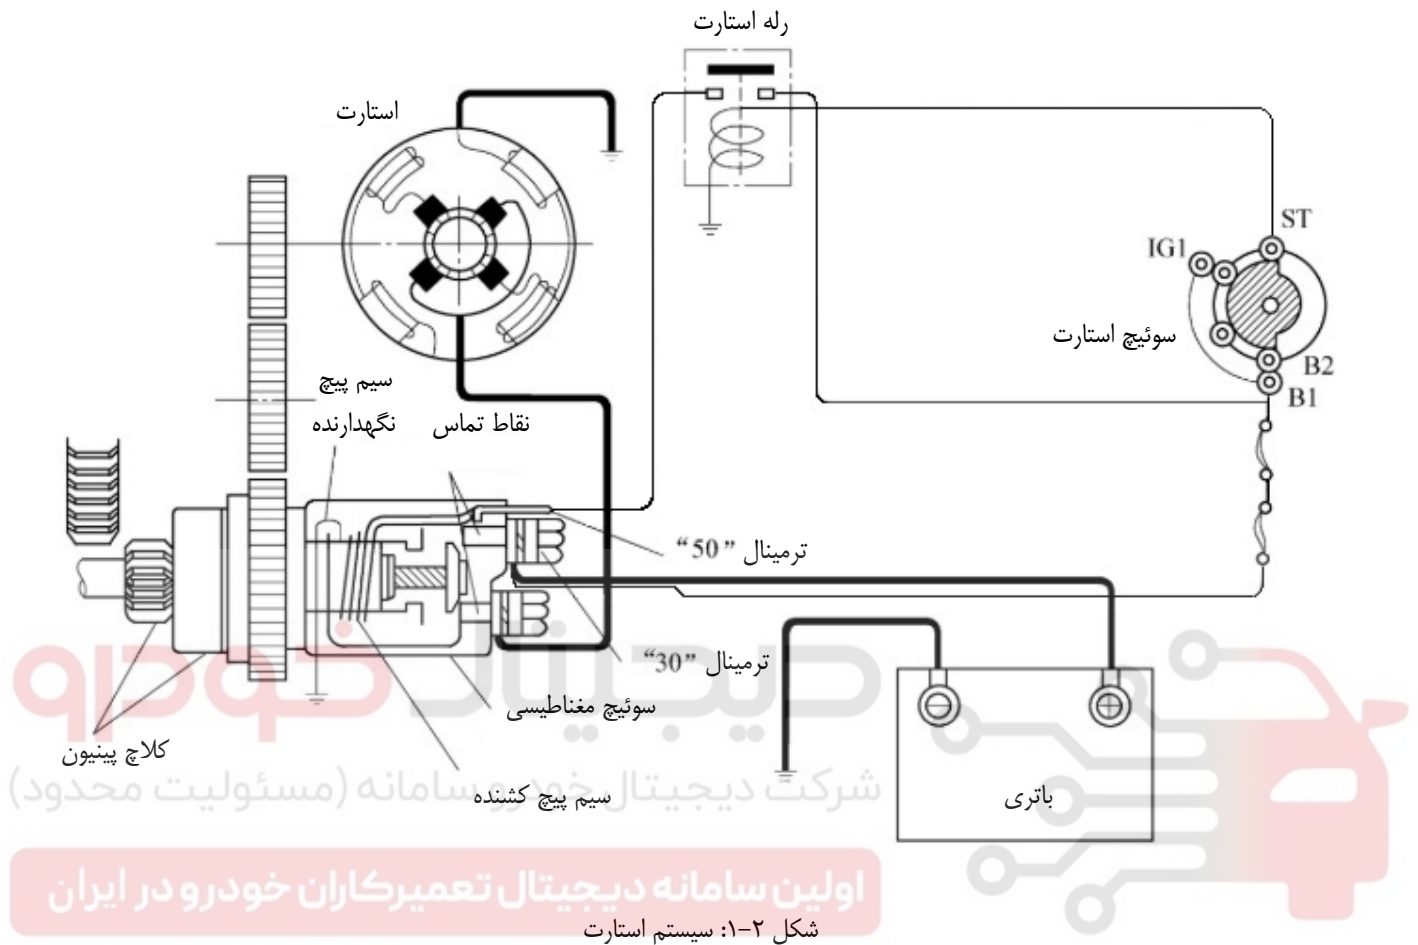 رله استارت
استارت
ST
IG1
سوئیچ استارت
B2
B1
سیم پیچ
نگهدارنده
نقاط تماس
ترمینال “50”
ترمینال “30”
سوئیچ مغناطیسی
کلاچ پینیون
سیم پیچ کشنده
باتری
دیجیتال خودرو
شرکت دیجیتال خودرو سامانه (مسئولیت محدود)
اولین سامانه دیجیتال تعمیرکاران خودرو در ایران
شکل ۲-۱: سیستم استارت